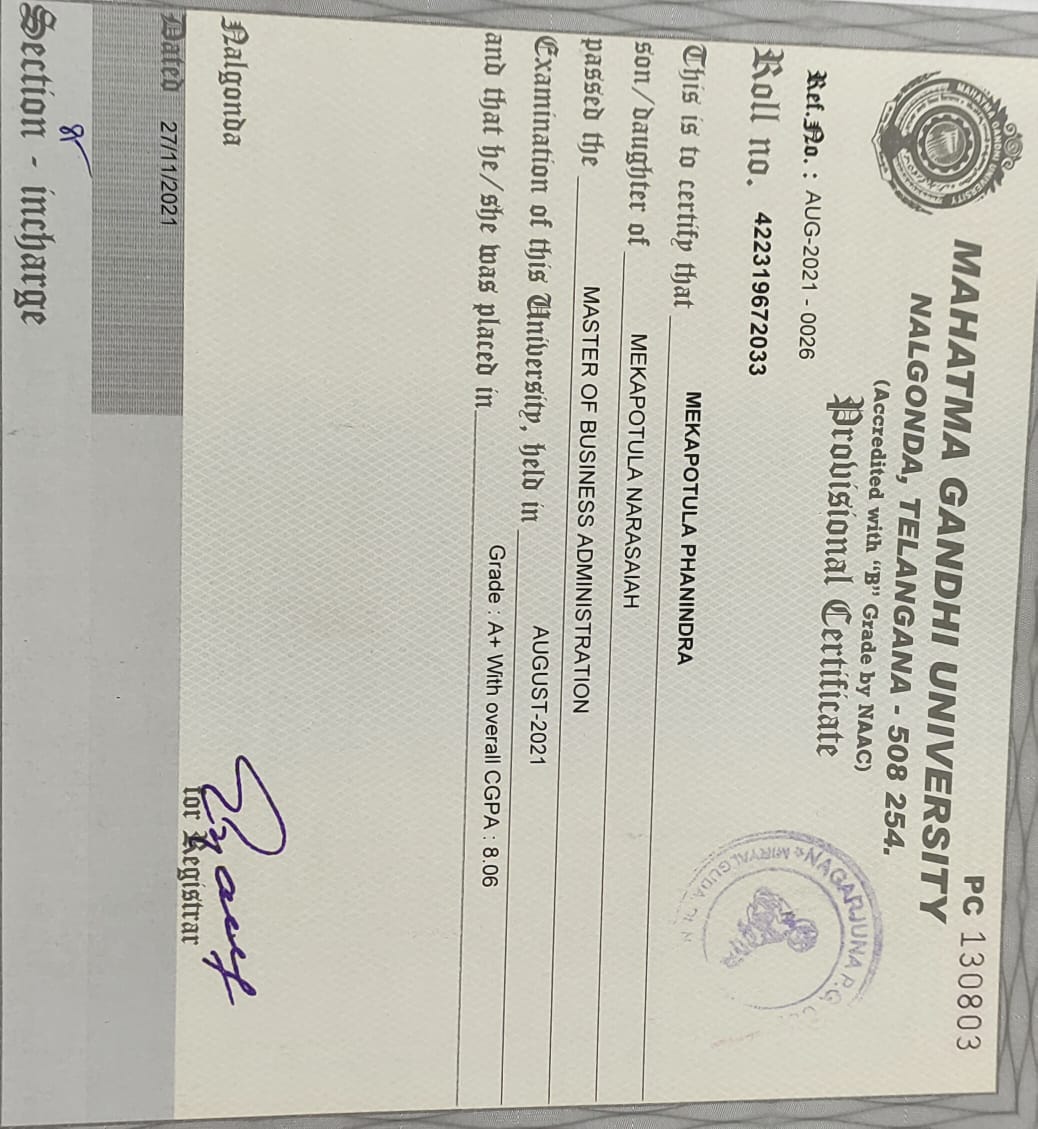 PC 130803
MAHATMA GANDHI UNIVERSITY
NALGONDA, TELANGANA - 508 254.
(Accredited with "B" Grade by NAAC)
Provisional Certificate
Ref.No. : AUG-2021 - 0026
Roll no. 422319672033
This is to certify that MEKAPOTULA PHANINDRA
son/daughter of MEKAPOTULA NARASAIAH
passed the MASTER OF BUSINESS ADMINISTRATION
Examination of this University, held in AUGUST-2021
and that he/she was placed in Grade : A+ With overall CGPA : 8.06
Nalgonda
Dated 27/11/2021
for Registrar
Section - incharge
MAHATMA GANDHI UNIVERSITY
NAGARJUNA P.G.
MIRYALGUDA